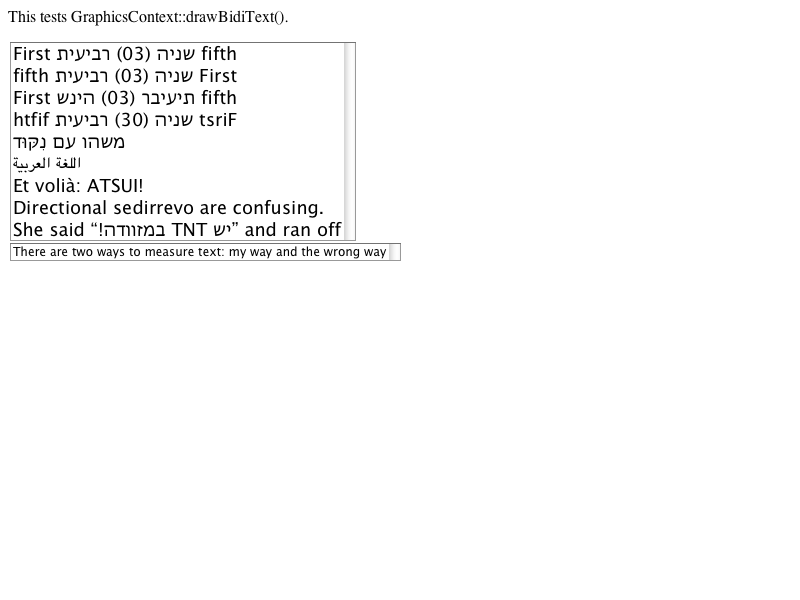 This tests GraphicsContext::drawBidiText().
First שניה (03) רביעית fifth
fifth שניה (03) רביעית First
First תיעיבר (03) הינש fifth
htfif שניה (30) רביעית tsriF
משהו עם נִקּוּד
اللغة العربية
Et volià: ATSUI!
Directional sedirrevo are confusing.
She said “יש TNT במזוודה!” and ran off
There are two ways to measure text: my way and the wrong way